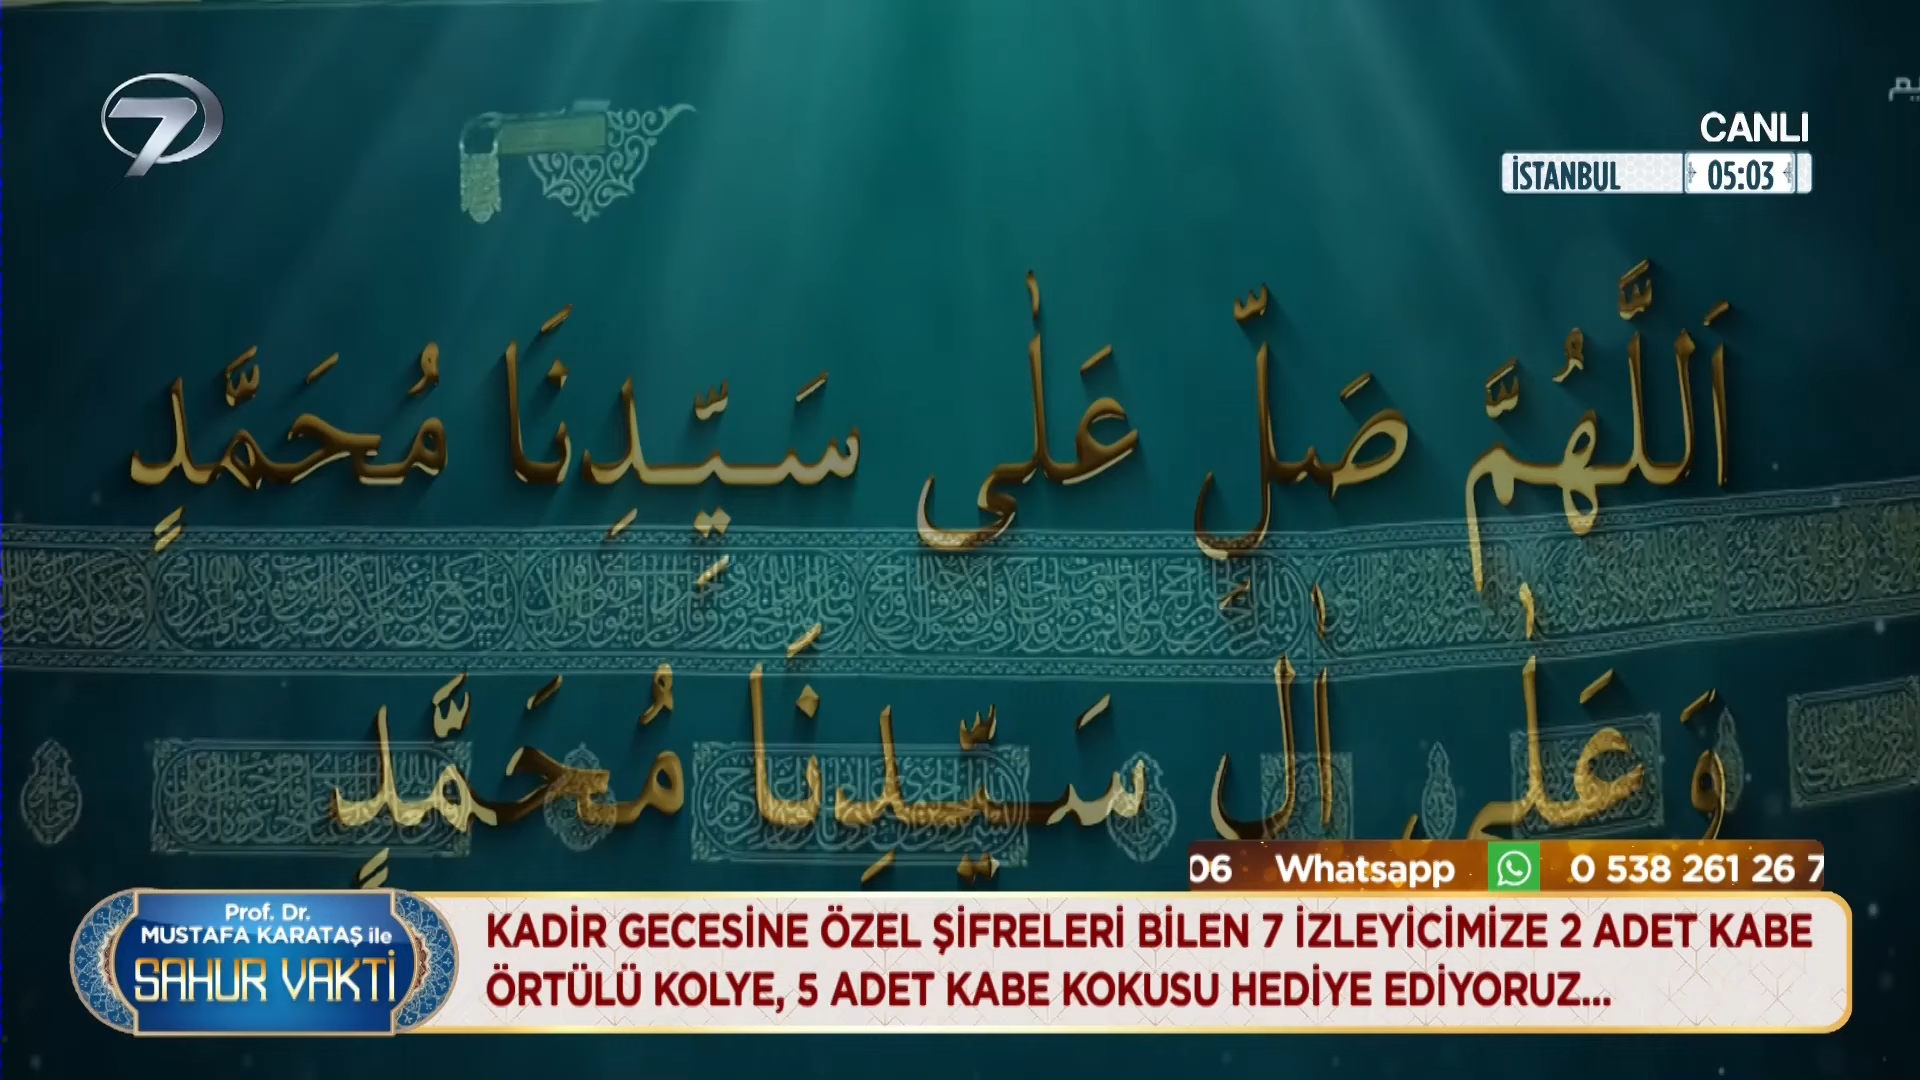 7
CANLI
İSTANBUL 05:03
اَللَّهُمَّ صَلِّ عَلٰى سَيِّدِنَا مُحَمَّدٍ
وَعَلٰى اٰلِ سَيِّدِنَا مُحَمَّدٍ
06 Whatsapp 0 538 261 26 7
Prof. Dr.
MUSTAFA KARATAŞ ile
SAHUR VAKTİ
KADİR GECESİNE ÖZEL ŞİFRELERİ BİLEN 7 İZLEYİCİMİZE 2 ADET KABE
ÖRTÜLÜ KOLYE, 5 ADET KABE KOKUSU HEDİYE EDİYORUZ...